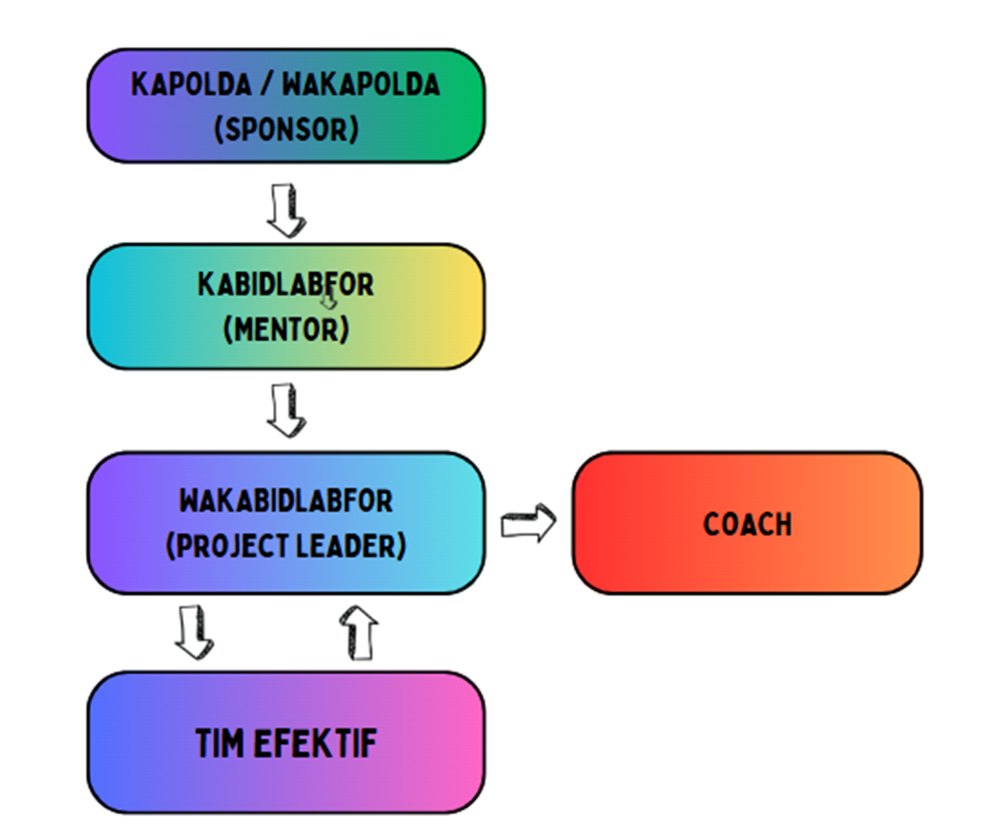 KAPOLDA / WAKAPOLDA
(SPONSOR)
KABIDLABFOR
(MENTOR)
WAKABIDLABFOR
(PROJECT LEADER)
COACH
TIM EFEKTIF